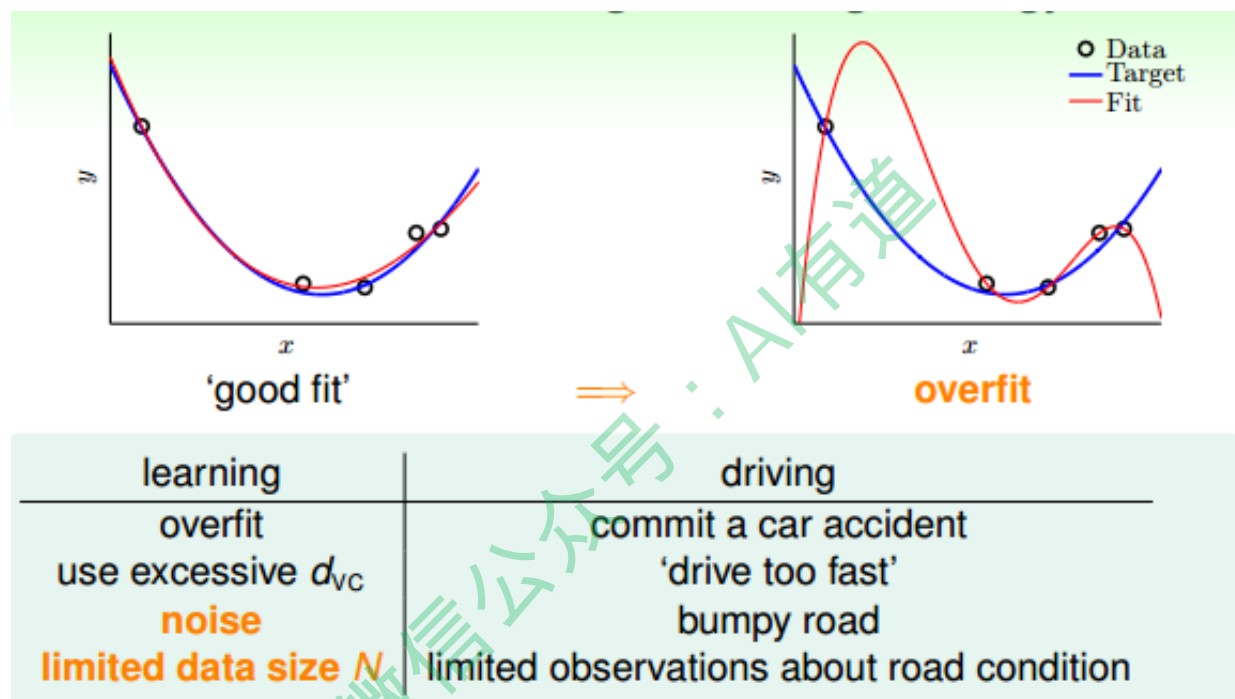 ○ Data
Target
Fit
y
x
y
x
‘good fit’ ⟹ overfit
learning driving
overfit commit a car accident
use excessive dVC ‘drive too fast’
noise bumpy road
limited data size N limited observations about road condition
微信公众号：AI有道